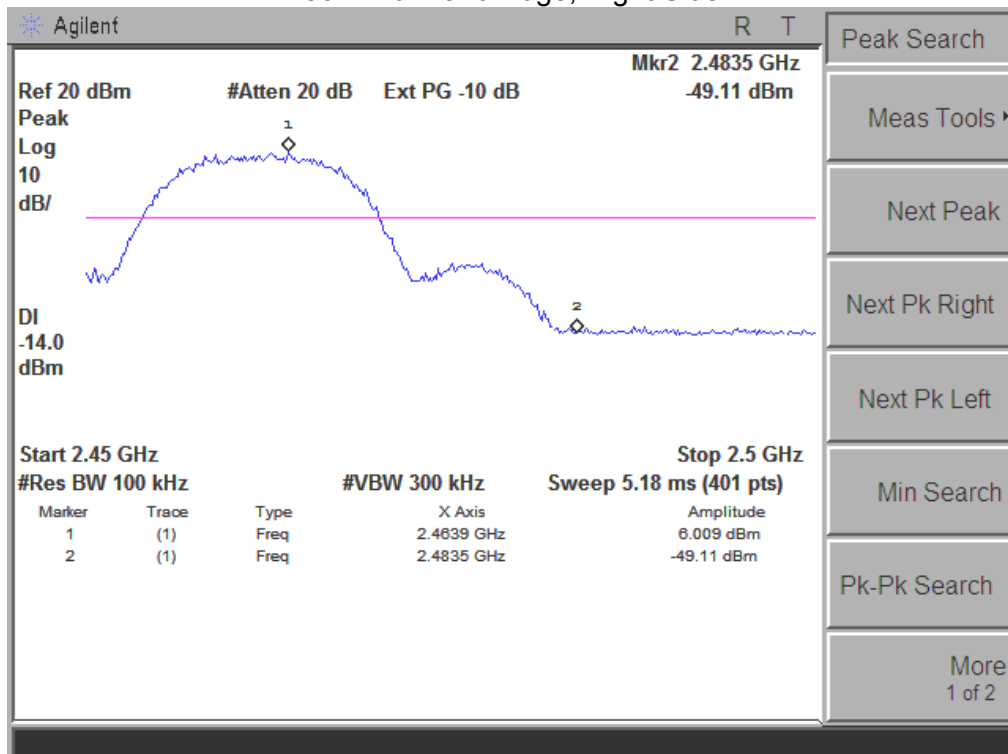 Agilent R T
Peak Search
Mkr2 2.4835 GHz
Ref 20 dBm #Atten 20 dB Ext PG -10 dB -49.11 dBm
Peak
Log
10
dB/
1
2
DI
-14.0
dBm
Start 2.45 GHz Stop 2.5 GHz
#Res BW 100 kHz #VBW 300 kHz Sweep 5.18 ms (401 pts)
Marker Trace Type X Axis Amplitude
1 (1) Freq 2.4639 GHz 6.009 dBm
2 (1) Freq 2.4835 GHz -49.11 dBm
Meas Tools
Next Peak
Next Pk Right
Next Pk Left
Min Search
Pk-Pk Search
More
1 of 2